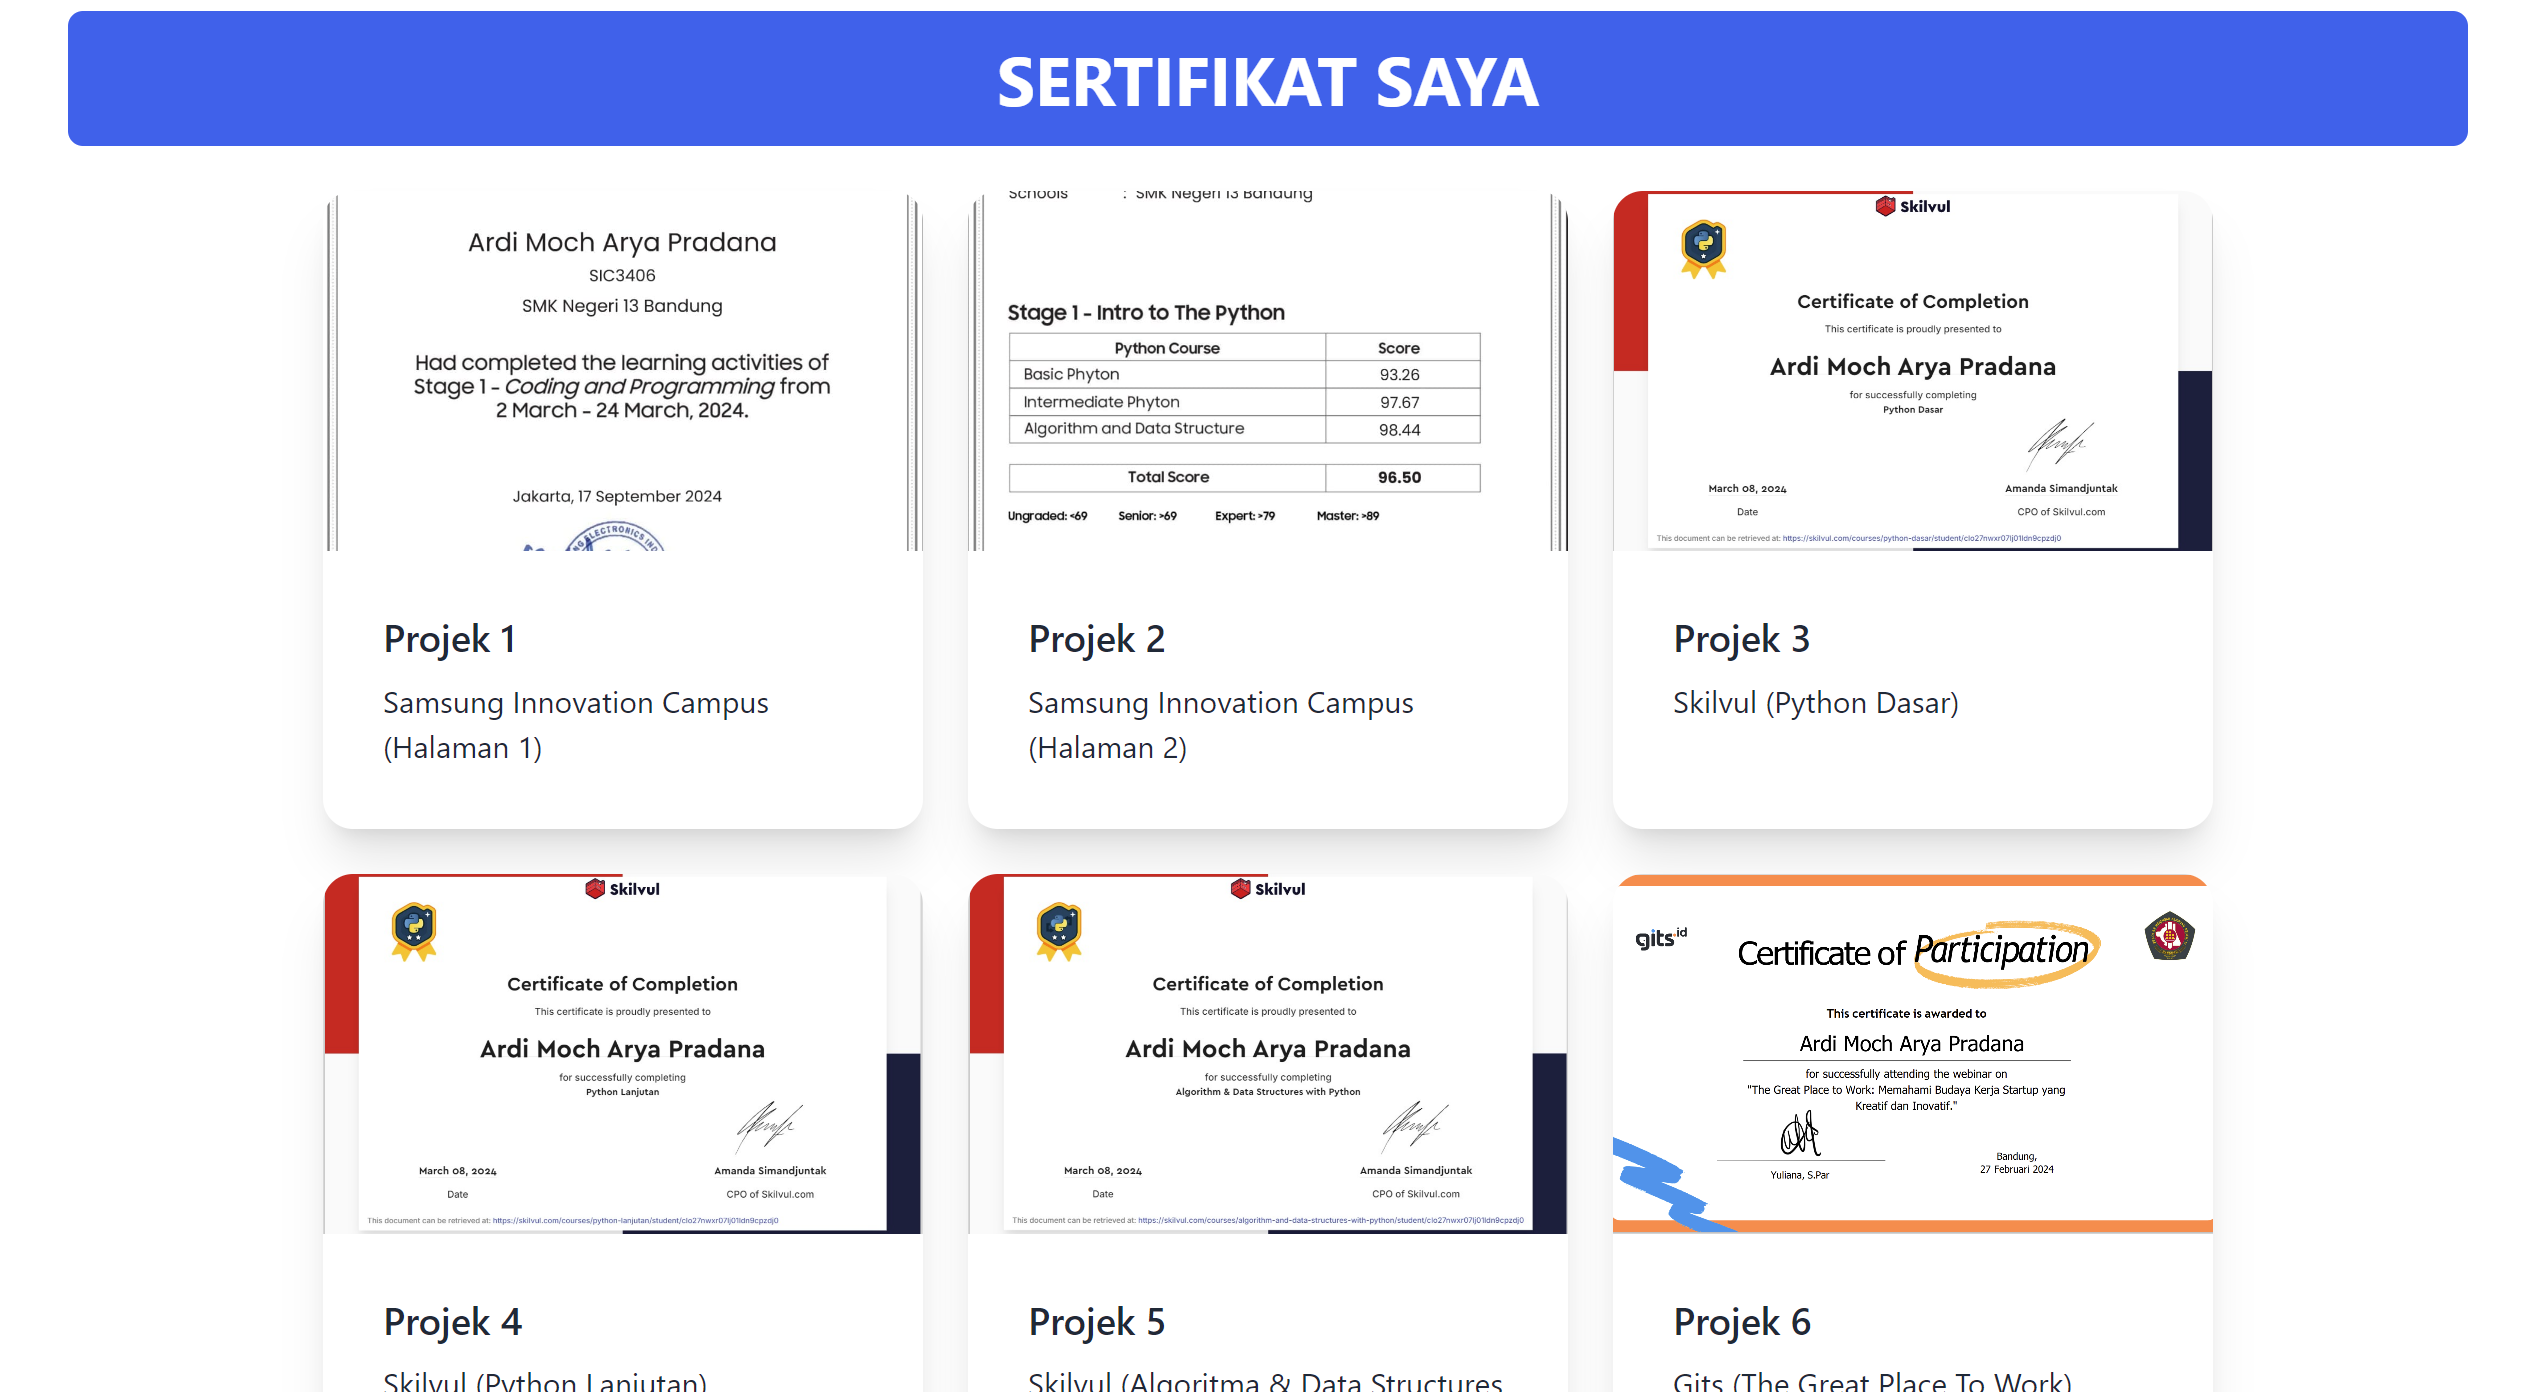 SERTIFIKAT SAYA
Ardi Moch Arya Pradana
SIC3406
SMK Negeri 13 Bandung
Had completed the learning activities of
Stage 1 - Coding and Programming from
2 March - 24 March, 2024.
Jakarta, 17 September 2024
Projek 1
Samsung Innovation Campus
(Halaman 1)
Schools : SMK Negeri 13 Bandung
Stage 1 - Intro to The Python
Python Course Score
Basic Phyton 93.26
Intermediate Phyton 97.67
Algorithm and Data Structure 98.44
Total Score 96.50
Ungraded: <69 Senior: >69 Expert: >79 Master: >89
Projek 2
Samsung Innovation Campus
(Halaman 2)
Skilvul
Certificate of Completion
This certificate is proudly presented to
Ardi Moch Arya Pradana
for successfully completing
Python Dasar
March 08, 2024 Amanda Simandjuntak
Date CPO of Skilvul.com
This document can be retrieved at: https://skilvul.com/courses/python-dasar/student/clo27nwxr07lj01ldn9cpzdj0
Projek 3
Skilvul (Python Dasar)
Skilvul
Certificate of Completion
This certificate is proudly presented to
Ardi Moch Arya Pradana
for successfully completing
Python Lanjutan
March 08, 2024 Amanda Simandjuntak
Date CPO of Skilvul.com
This document can be retrieved at: https://skilvul.com/courses/python-lanjutan/student/clo27nwxr07lj01ldn9cpzdj0
Projek 4
Skilvul (Python Lanjutan)
Skilvul
Certificate of Completion
This certificate is proudly presented to
Ardi Moch Arya Pradana
for successfully completing
Algorithm & Data Structures with Python
March 08, 2024 Amanda Simandjuntak
Date CPO of Skilvul.com
This document can be retrieved at: https://skilvul.com/courses/algorithm-and-data-structures-with-python/student/clo27nwxr07lj01ldn9cpzdj0
Projek 5
Skilvul (Algoritma & Data Structures
gits.id
Certificate of Participation
This certificate is awarded to
Ardi Moch Arya Pradana
for successfully attending the webinar on
"The Great Place to Work: Memahami Budaya Kerja Startup yang
Kreatif dan Inovatif."
Yuliana, S.Par
Bandung,
27 Februari 2024
Projek 6
Gits (The Great Place To Work)